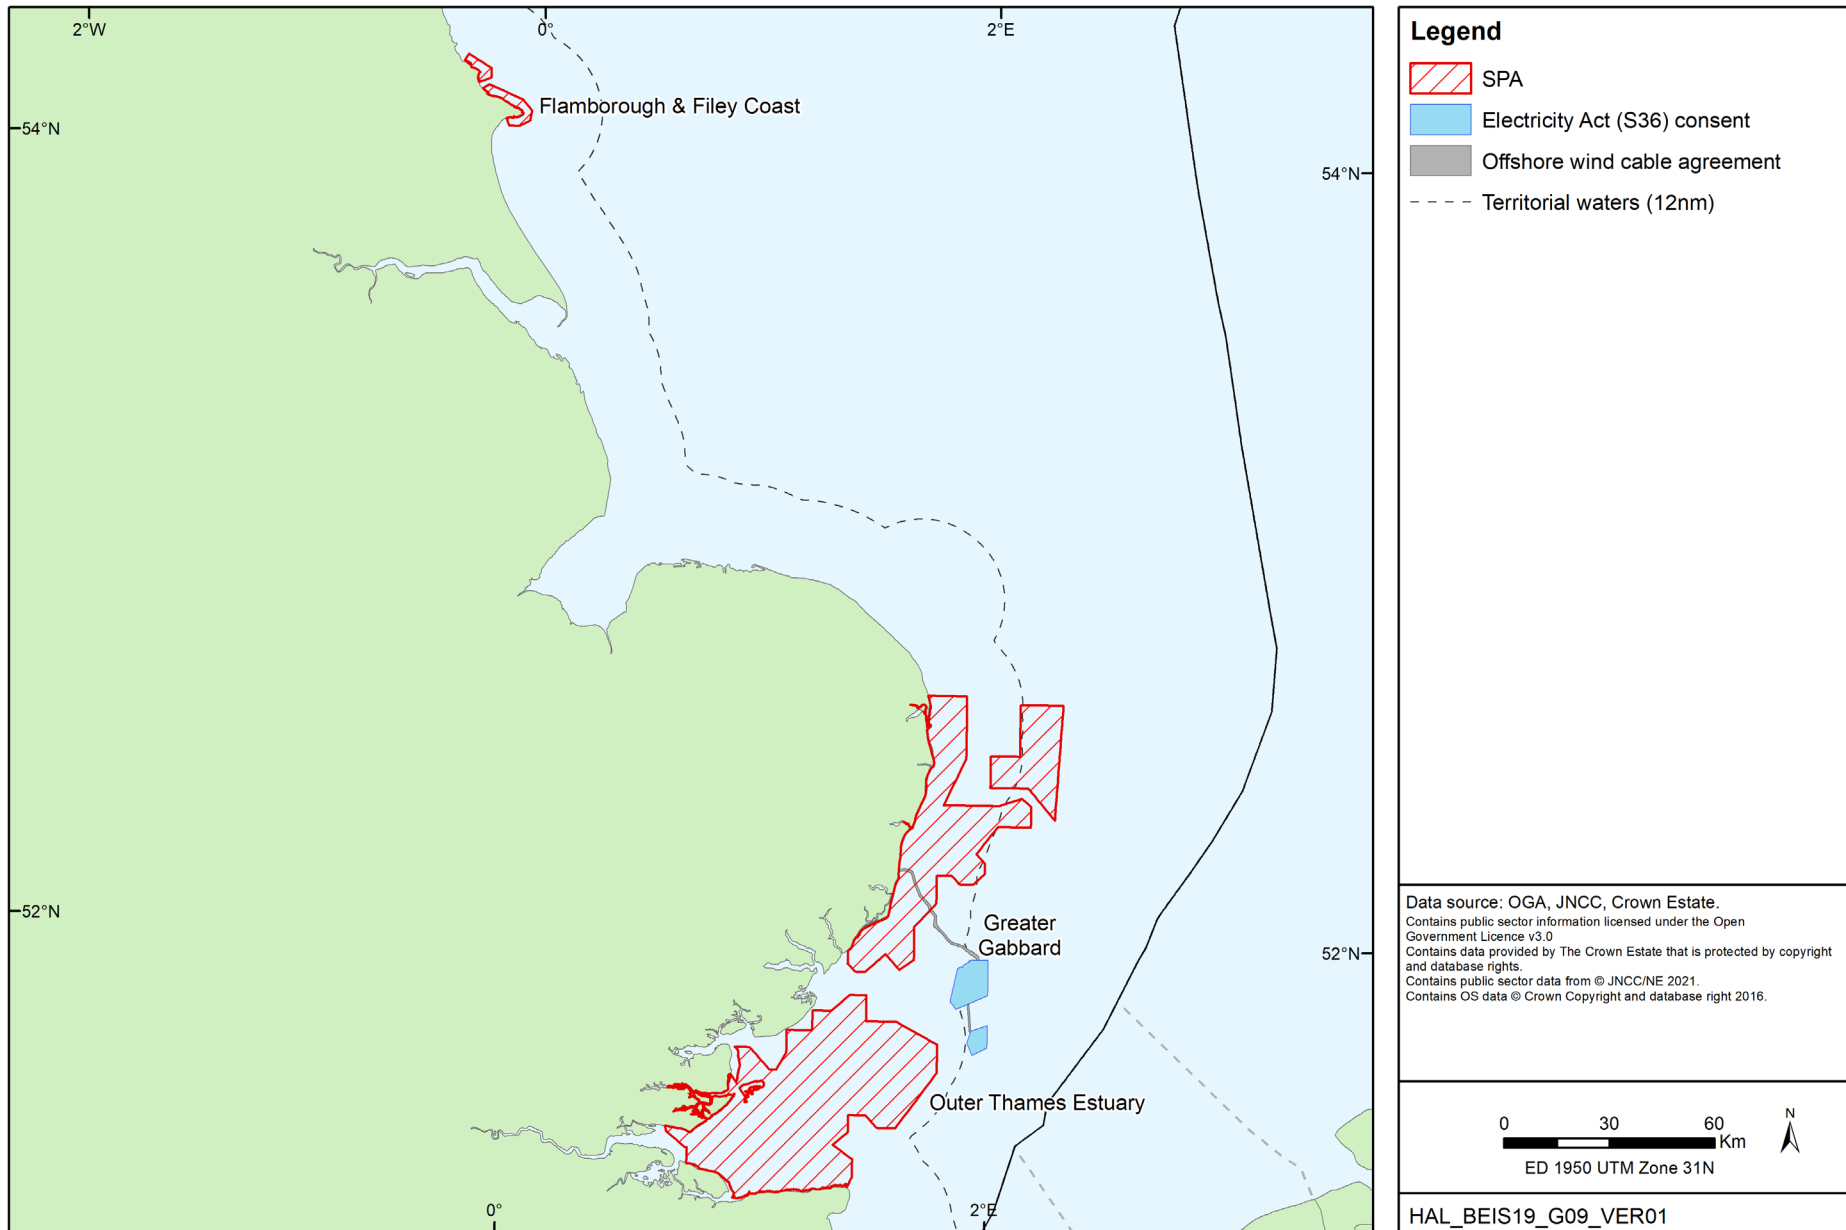 2°W
0°
2°E
Flamborough & Filey Coast
54°N
54°N
52°N
Greater
Gabbard
52°N
Outer Thames Estuary
0°
2°E
Legend
SPA
Electricity Act (S36) consent
Offshore wind cable agreement
Territorial waters (12nm)
Data source: OGA, JNCC, Crown Estate.
Contains public sector information licensed under the Open
Government Licence v3.0
Contains data provided by The Crown Estate that is protected by copyright
and database rights.
Contains public sector data from © JNCC/NE 2021.
Contains OS data © Crown Copyright and database right 2016.
0 30 60
Km
N
ED 1950 UTM Zone 31N
HAL_BEIS19_G09_VER01